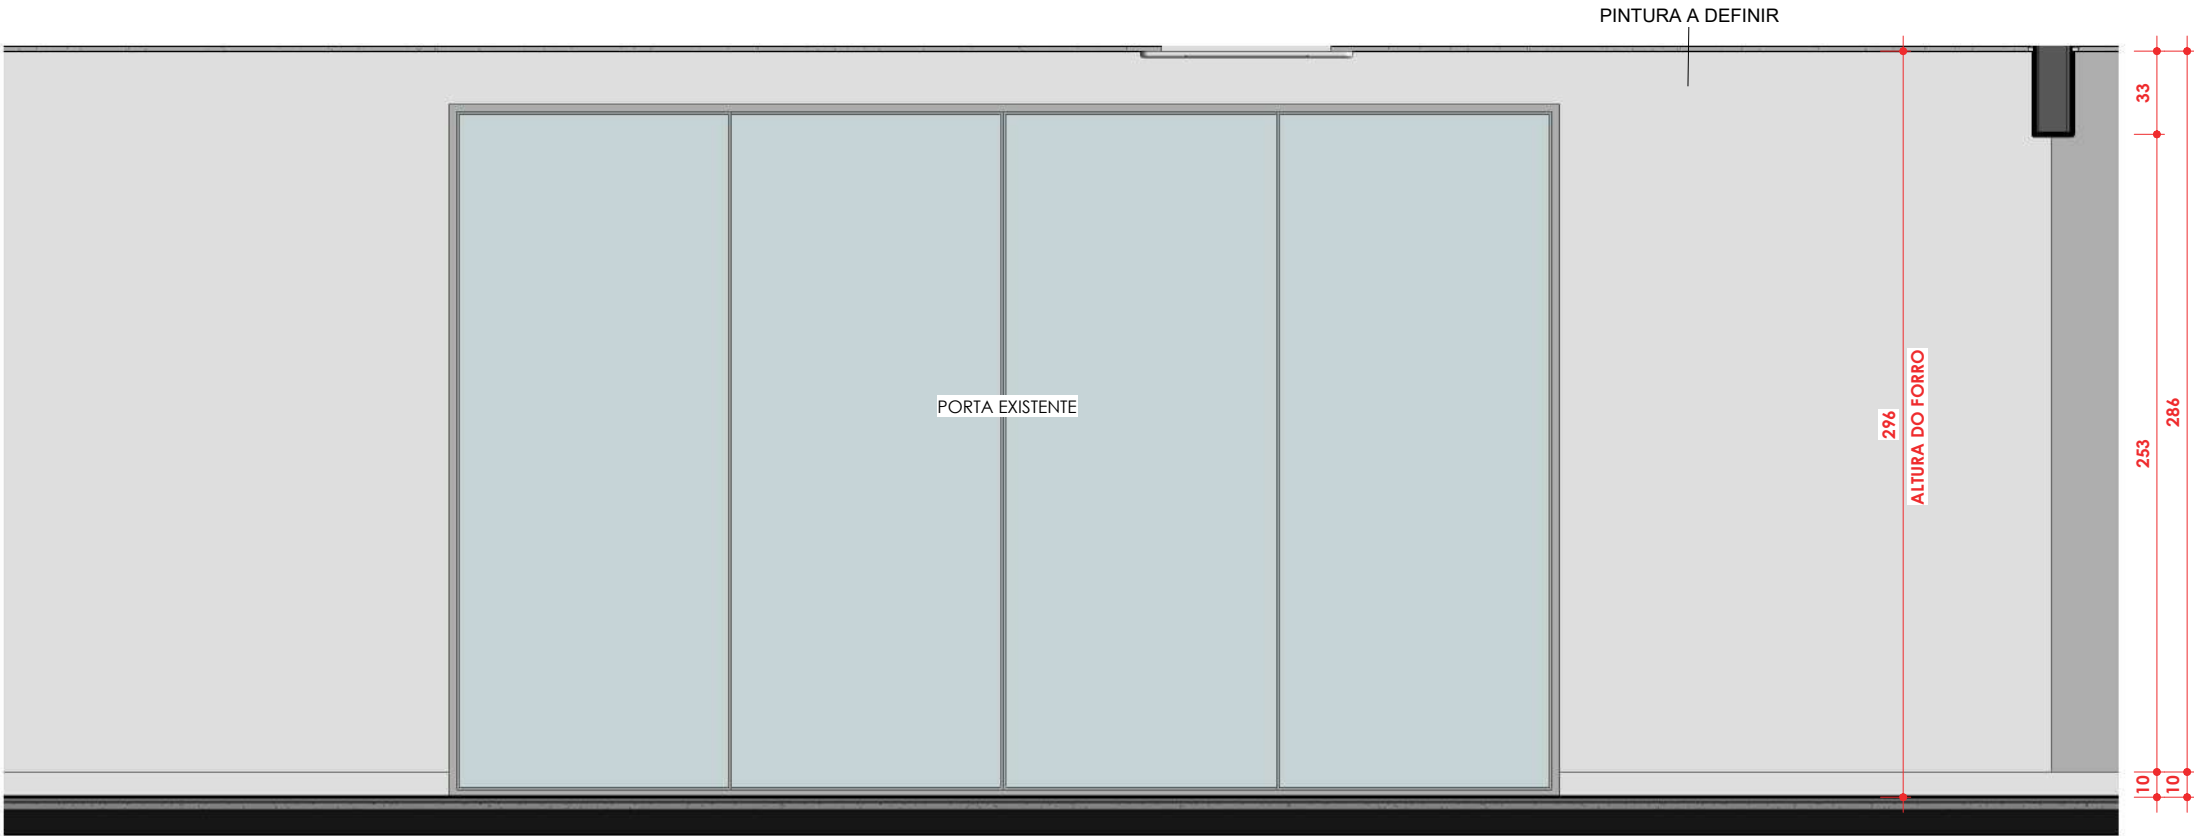 PINTURA A DEFINIR
33
PORTA EXISTENTE
296
ALTURA DO FORRO
253
286
10
10